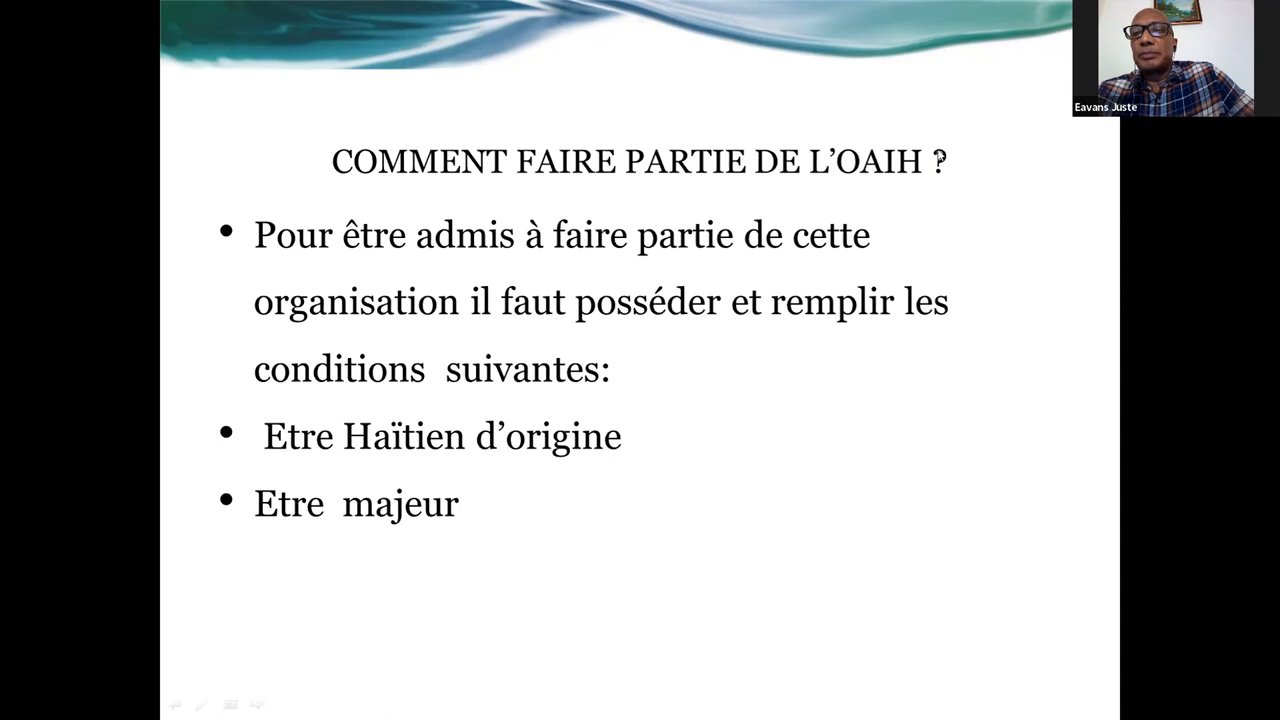 COMMENT FAIRE PARTIE DE L’OAIH ?
• Pour être admis à faire partie de cette
organisation il faut posséder et remplir les
conditions suivantes:
• Etre Haïtien d’origine
• Etre majeur
Eavans Juste